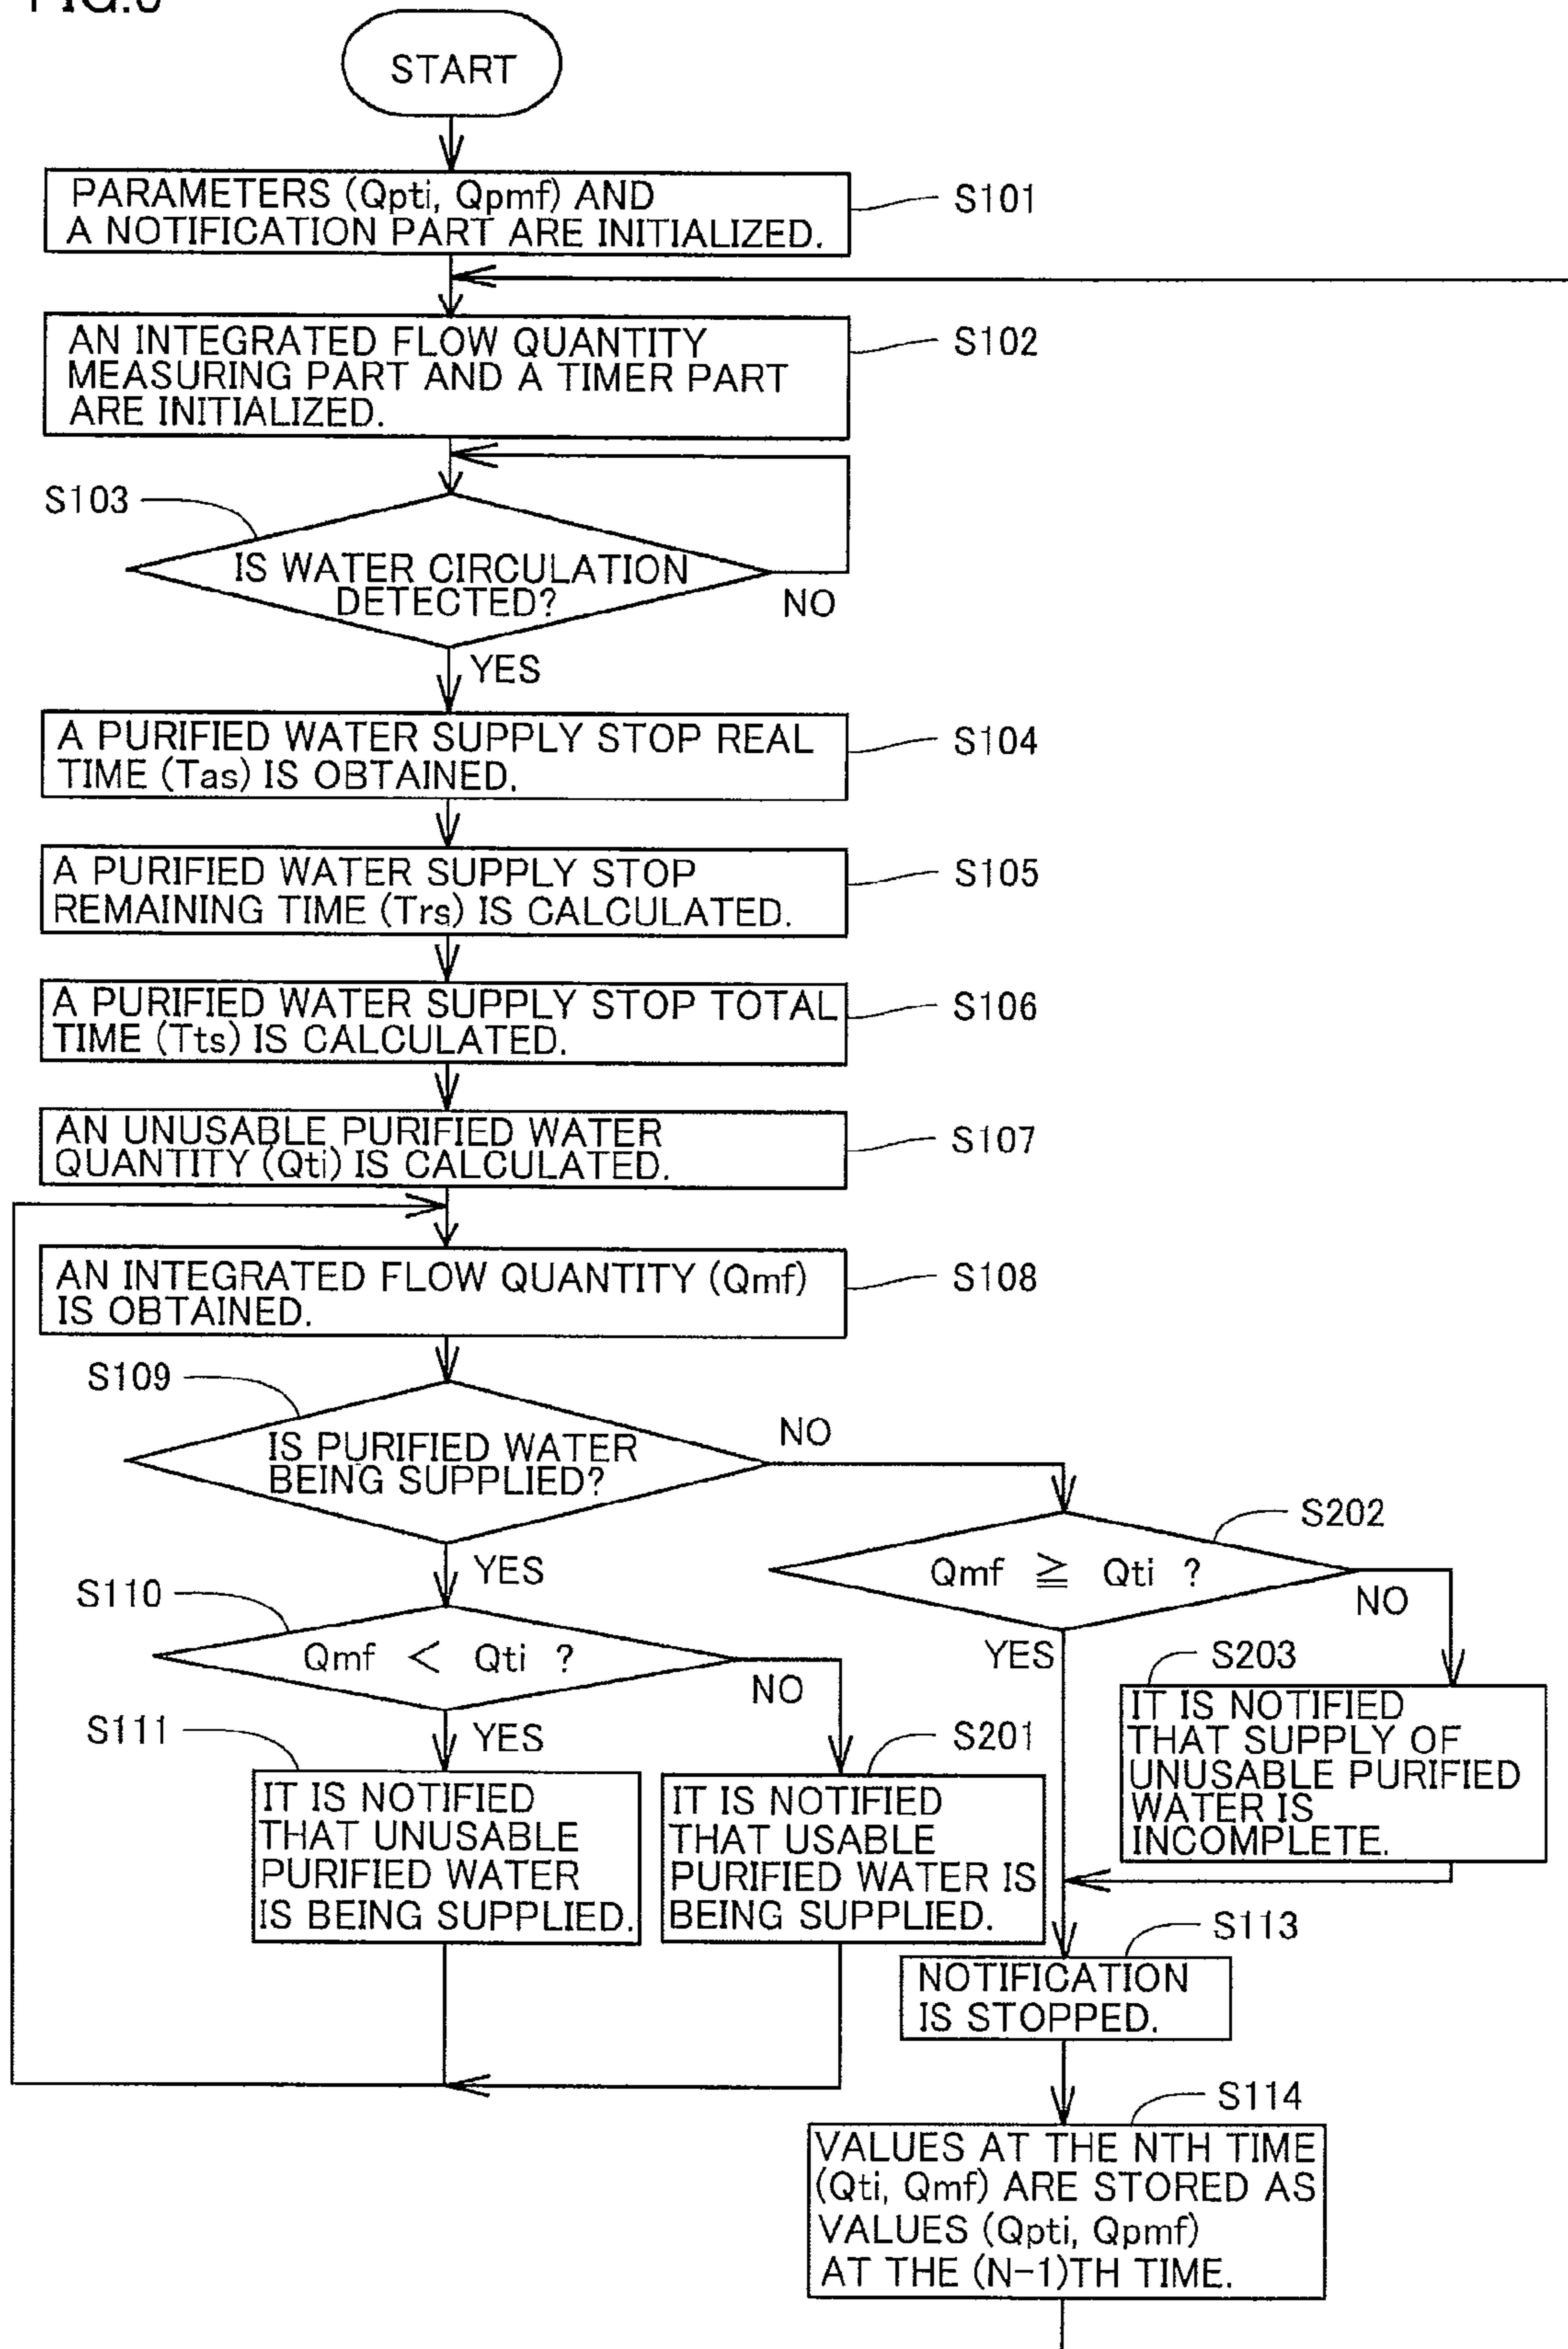 START
PARAMETERS (Qpti, Qpmf) AND
A NOTIFICATION PART ARE INITIALIZED.
S101
AN INTEGRATED FLOW QUANTITY
MEASURING PART AND A TIMER PART
ARE INITIALIZED.
S102
S103
IS WATER CIRCULATION
DETECTED?
NO
YES
A PURIFIED WATER SUPPLY STOP REAL
TIME (Tas) IS OBTAINED.
S104
A PURIFIED WATER SUPPLY STOP
REMAINING TIME (Trs) IS CALCULATED.
S105
A PURIFIED WATER SUPPLY STOP TOTAL
TIME (Tts) IS CALCULATED.
S106
AN UNUSABLE PURIFIED WATER
QUANTITY (Qti) IS CALCULATED.
S107
AN INTEGRATED FLOW QUANTITY (Qmf)
IS OBTAINED.
S108
S109
IS PURIFIED WATER
BEING SUPPLIED?
NO
YES
S202
Qmf ≧ Qti ?
NO
YES
S110
Qmf < Qti ?
NO
YES
S203
IT IS NOTIFIED
THAT SUPPLY OF
UNUSABLE PURIFIED
WATER IS
INCOMPLETE.
S111
IT IS NOTIFIED
THAT UNUSABLE
PURIFIED WATER
IS BEING SUPPLIED.
S201
IT IS NOTIFIED
THAT USABLE
PURIFIED WATER IS
BEING SUPPLIED.
S113
NOTIFICATION
IS STOPPED.
S114
VALUES AT THE NTH TIME
(Qti, Qmf) ARE STORED AS
VALUES (Qpti, Qpmf)
AT THE (N-1)TH TIME.